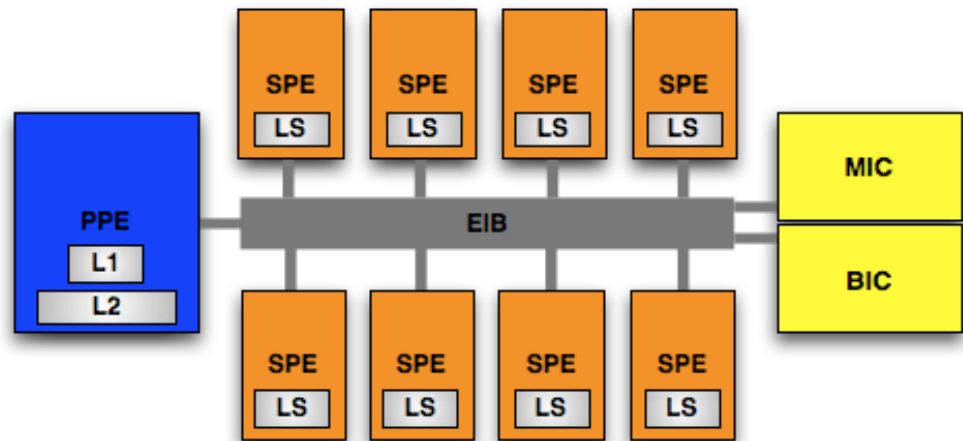 SPE SPE SPE SPE
LS LS LS LS
MIC
PPE
EIB
L1
L2
BIC
SPE SPE SPE SPE
LS LS LS LS